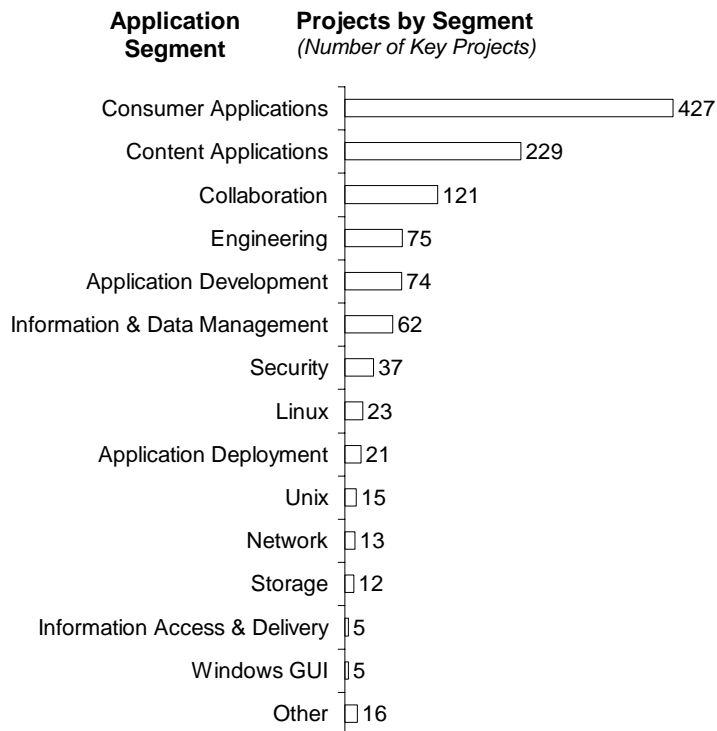 Application Segment
Projects by Segment
(Number of Key Projects)
Consumer Applications 427
Content Applications 229
Collaboration 121
Engineering 75
Application Development 74
Information & Data Management 62
Security 37
Linux 23
Application Deployment 21
Unix 15
Network 13
Storage 12
Information Access & Delivery 5
Windows GUI 5
Other 16